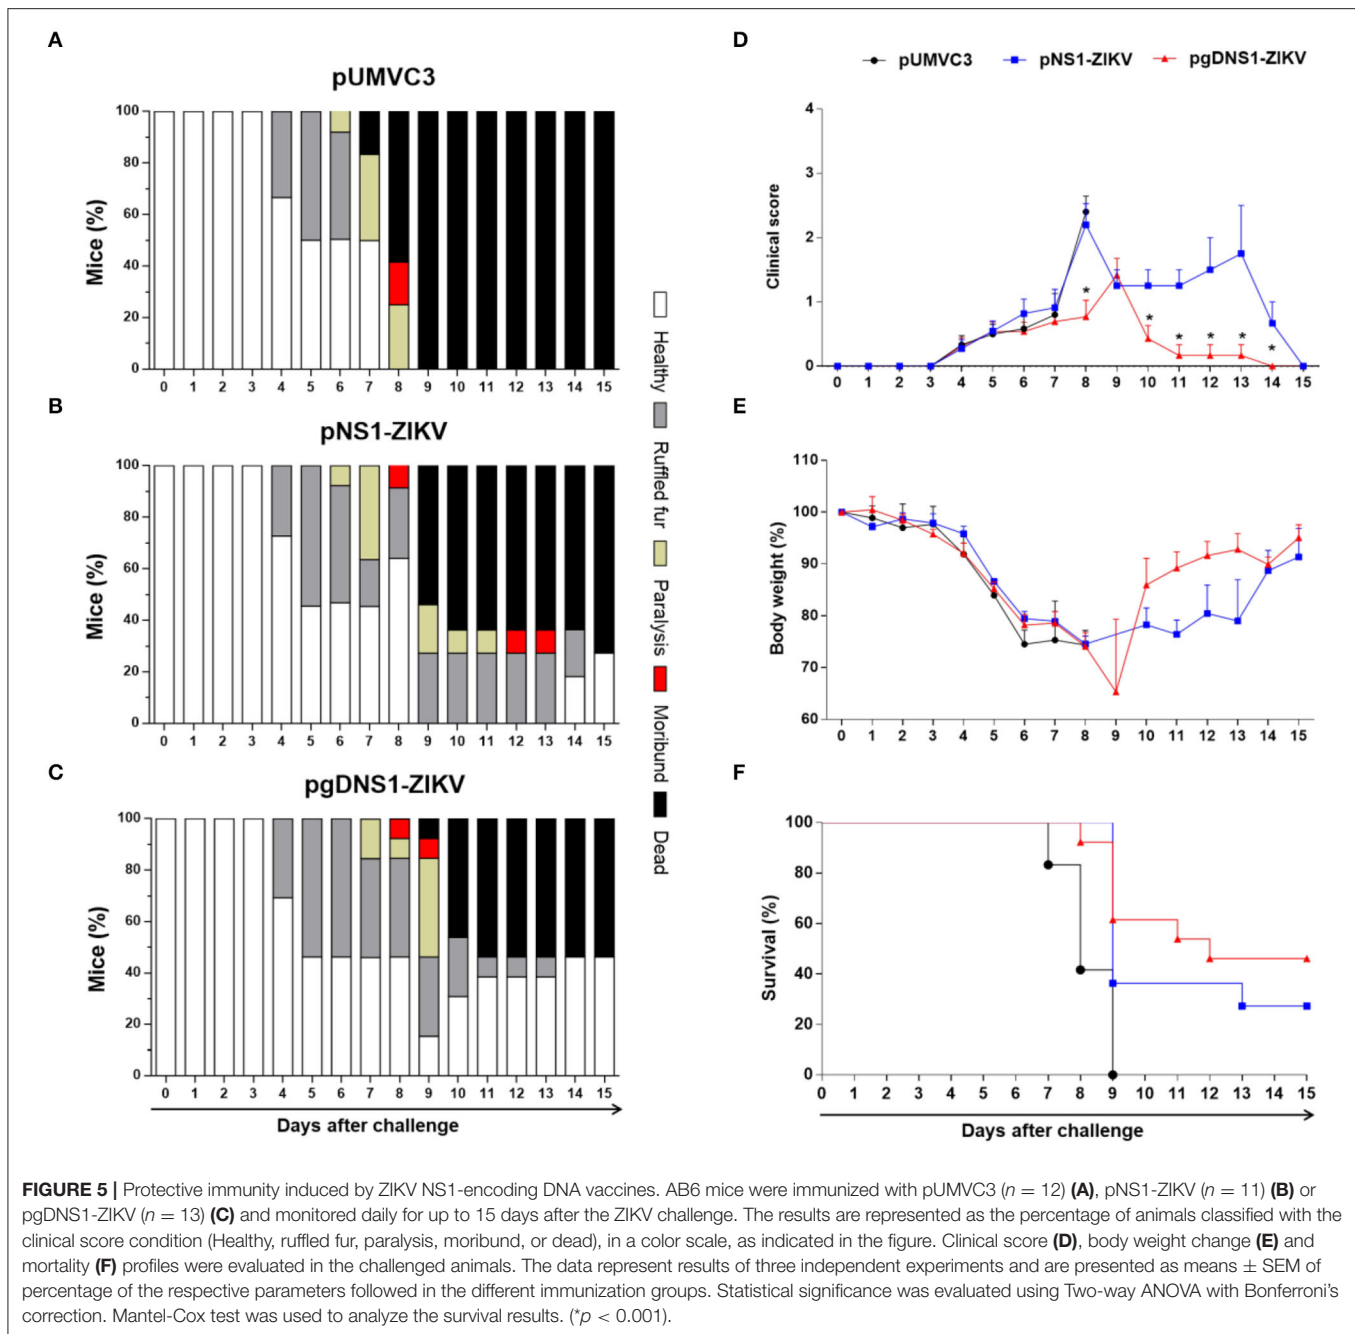 A
pUMVC3
Mice (%)
100
80
60
40
20
0
0 1 2 3 4 5 6 7 8 9 10 11 12 13 14 15
B
pNS1-ZIKV
Mice (%)
100
80
60
40
20
0
0 1 2 3 4 5 6 7 8 9 10 11 12 13 14 15
C
pgDNS1-ZIKV
Mice (%)
100
80
60
40
20
0
0 1 2 3 4 5 6 7 8 9 10 11 12 13 14 15
Days after challenge
Healthy
Ruffled fur
Paralysis
Moribund
Dead
D
pUMVC3 pNS1-ZIKV pgDNS1-ZIKV
Clinical score
4
3
2
1
0
* * * * * *
0 1 2 3 4 5 6 7 8 9 10 11 12 13 14 15
E
Body weight (%)
110
100
90
80
70
60
0 1 2 3 4 5 6 7 8 9 10 11 12 13 14 15
F
Survival (%)
100
80
60
40
20
0
0 1 2 3 4 5 6 7 8 9 10 11 12 13 14 15
Days after challenge
FIGURE 5 | Protective immunity induced by ZIKV NS1-encoding DNA vaccines. AB6 mice were immunized with pUMVC3 (n = 12) (A), pNS1-ZIKV (n = 11) (B) or
pgDNS1-ZIKV (n = 13) (C) and monitored daily for up to 15 days after the ZIKV challenge. The results are represented as the percentage of animals classified with the
clinical score condition (Healthy, ruffled fur, paralysis, moribund, or dead), in a color scale, as indicated in the figure. Clinical score (D), body weight change (E) and
mortality (F) profiles were evaluated in the challenged animals. The data represent results of three independent experiments and are presented as means ± SEM of
percentage of the respective parameters followed in the different immunization groups. Statistical significance was evaluated using Two-way ANOVA with Bonferroni's
correction. Mantel-Cox test was used to analyze the survival results. (*p < 0.001).